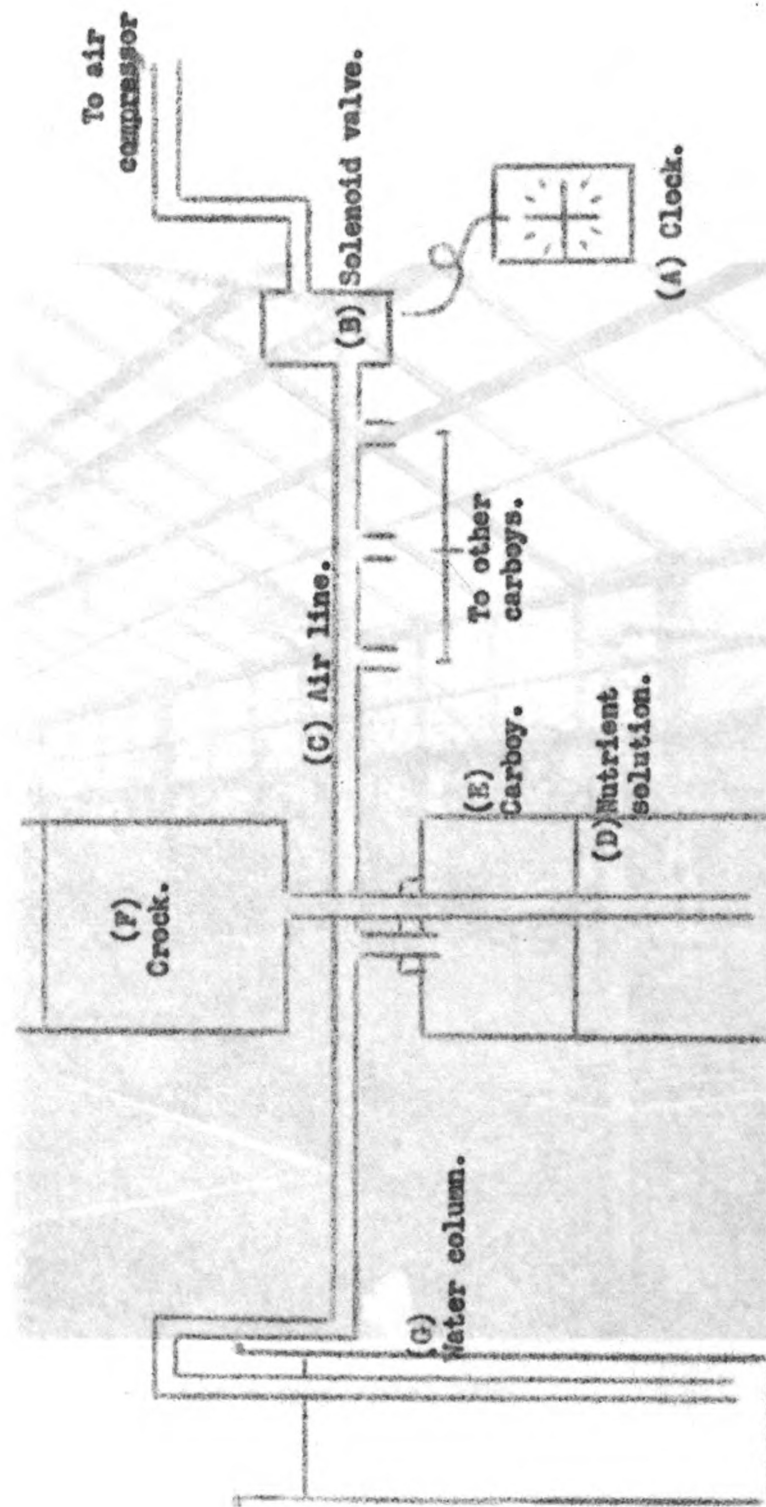 To air
compressor
(B) Solenoid valve.
(A) Clock.
(C) Air line.
To other
carboys.
(F)
Crock.
(E)
Carboy.
(D)Nutrient
solution.
(G)
Water column.